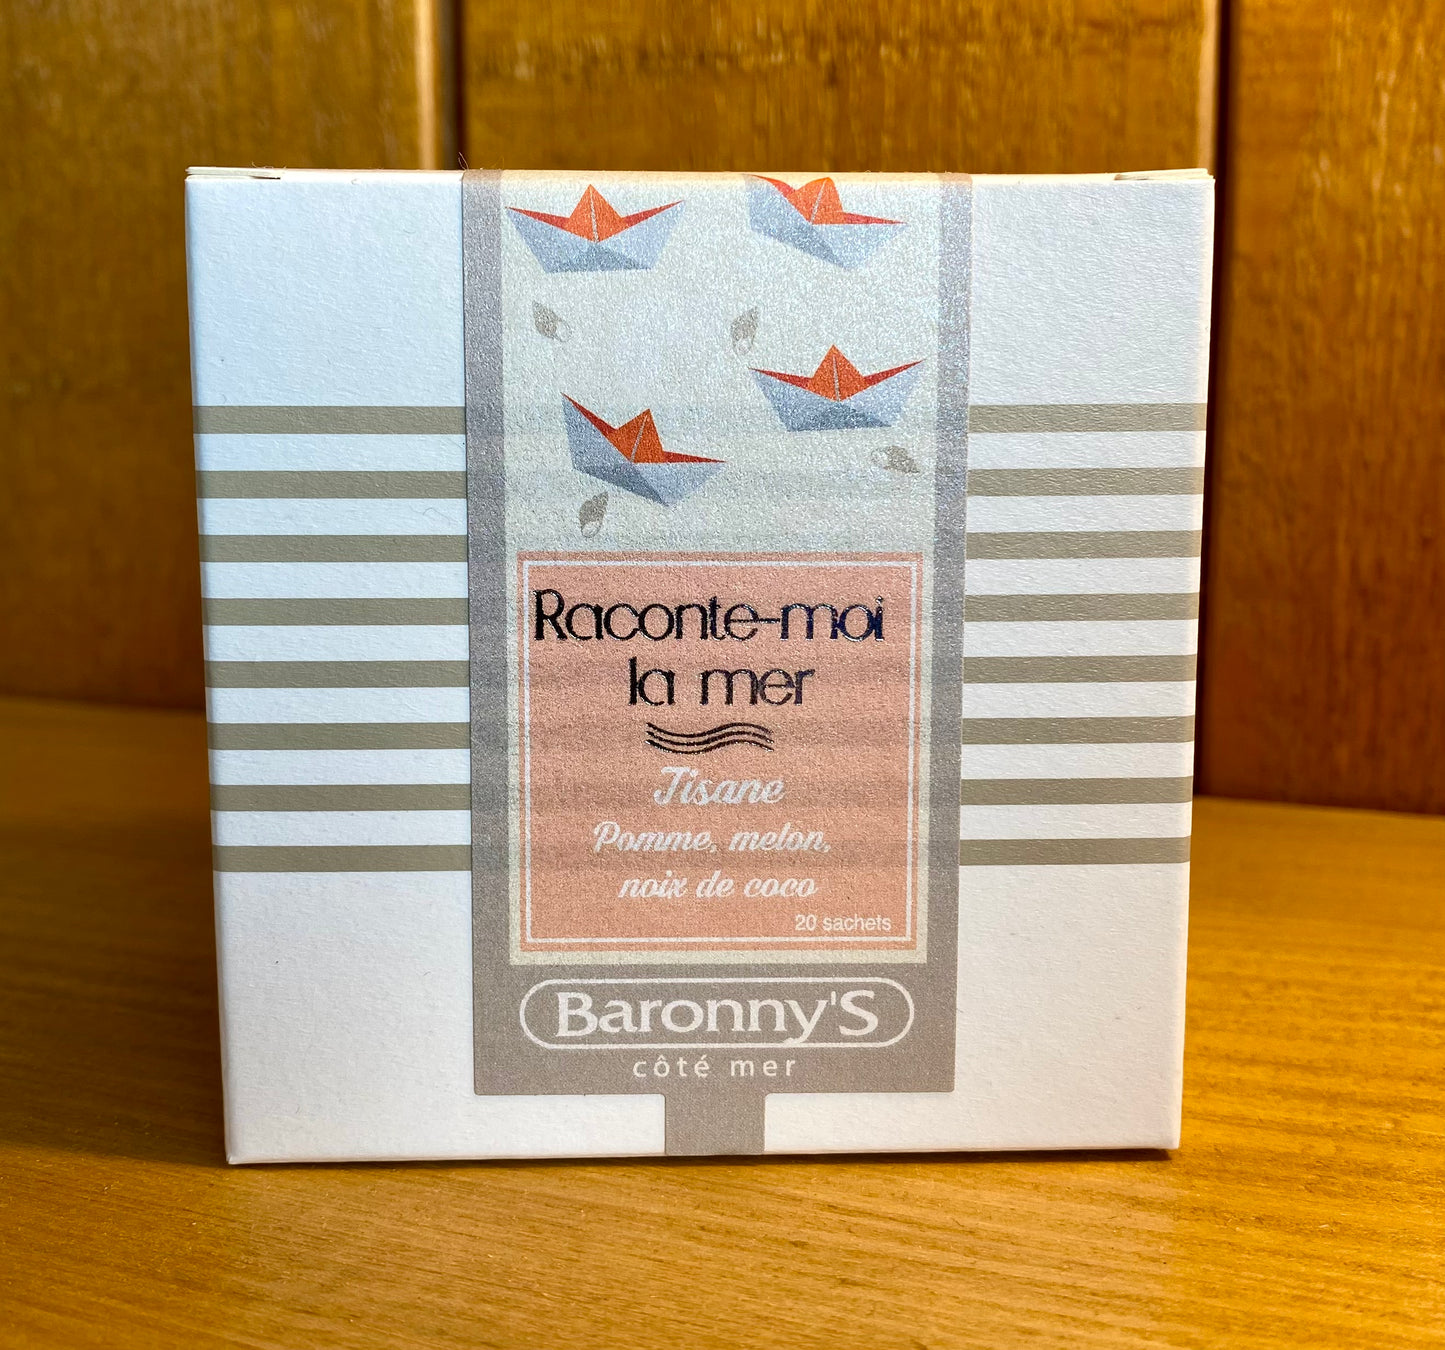 Raconte-moi
la mer
Tisane
Pomme, melon,
noix de coco
20 sachets
Baronny'S
côté mer